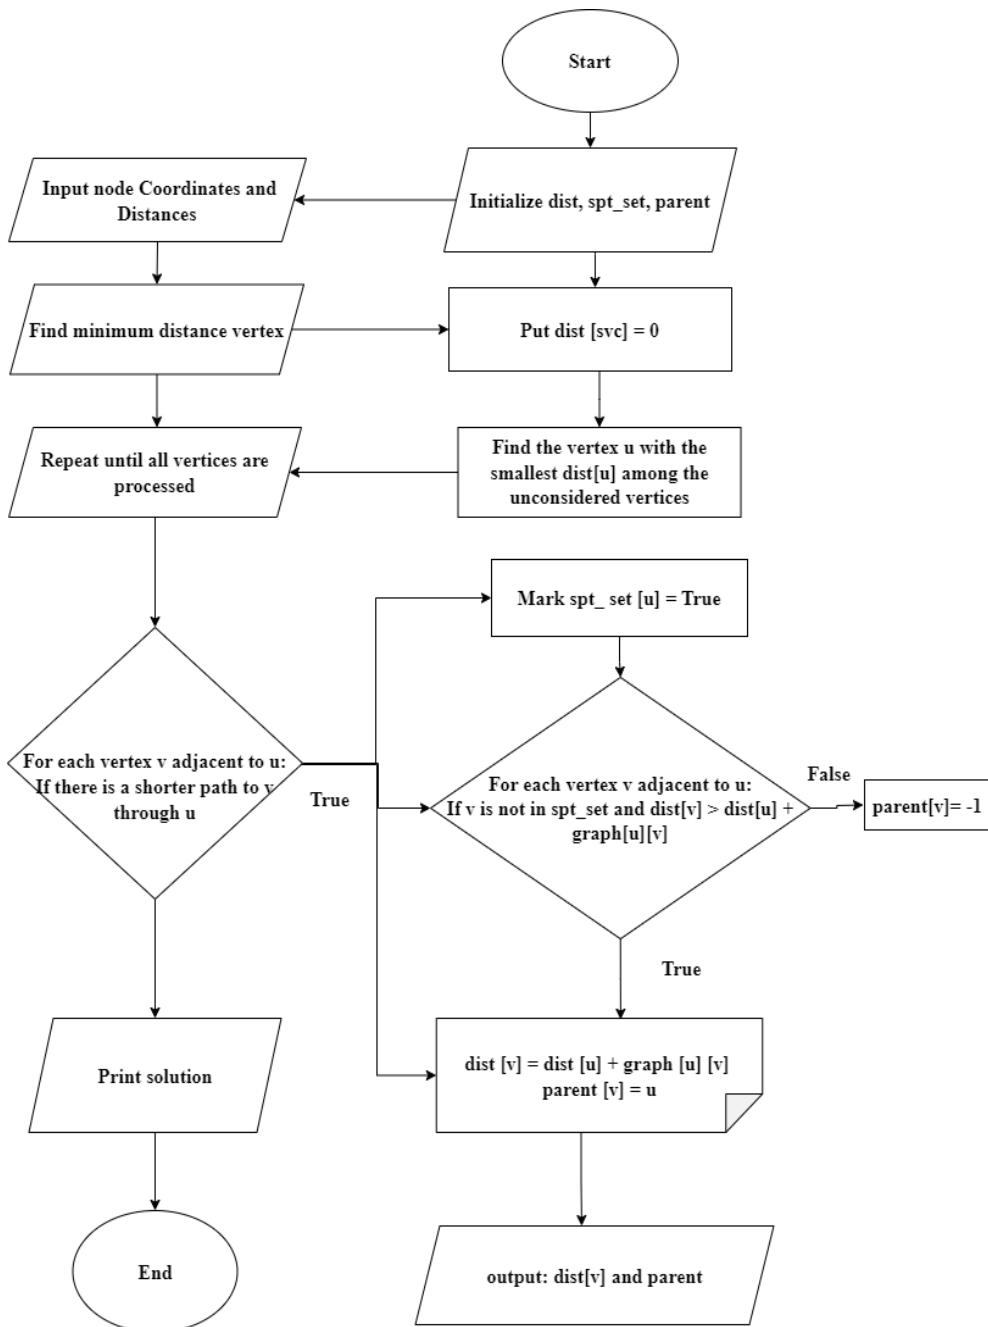 Start
Input node Coordinates and
Distances
Initialize dist, spt_set, parent
Find minimum distance vertex
Put dist [svc] = 0
Repeat until all vertices are
processed
Find the vertex u with the
smallest dist[u] among the
unconsidered vertices
Mark spt_ set [u] = True
For each vertex v adjacent to u:
If there is a shorter path to v
through u
True
For each vertex v adjacent to u:
If v is not in spt_set and dist[v] > dist[u] +
graph[u][v]
False
parent[v]= -1
True
Print solution
dist [v] = dist [u] + graph [u] [v]
parent [v] = u
End
output: dist[v] and parent